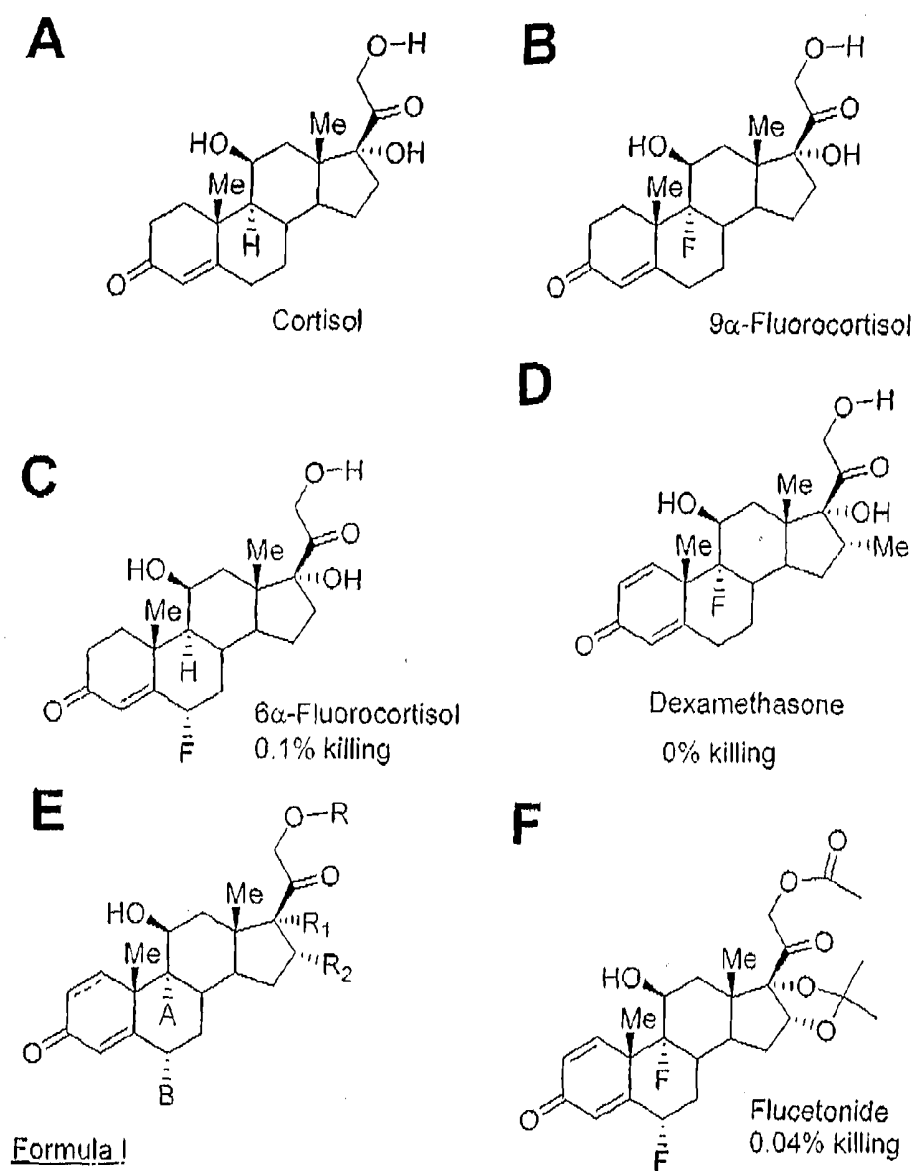 A
O-H
O
Me
HO
OH
Me
H
O
Cortisol
B
O-H
O
Me
HO
OH
Me
F
O
9α-Fluorocortisol
C
O-H
O
Me
HO
OH
Me
H
O
F
6α-Fluorocortisol
0.1% killing
D
O-H
O
Me
HO
OH
Me
Me
F
O
Dexamethasone
0% killing
E
O-R
O
Me
HO
R1
Me
R2
A
O
B
Formula I
F
O
O
O
Me
HO
O
Me
O
F
O
F
Flucetonide
0.04% killing